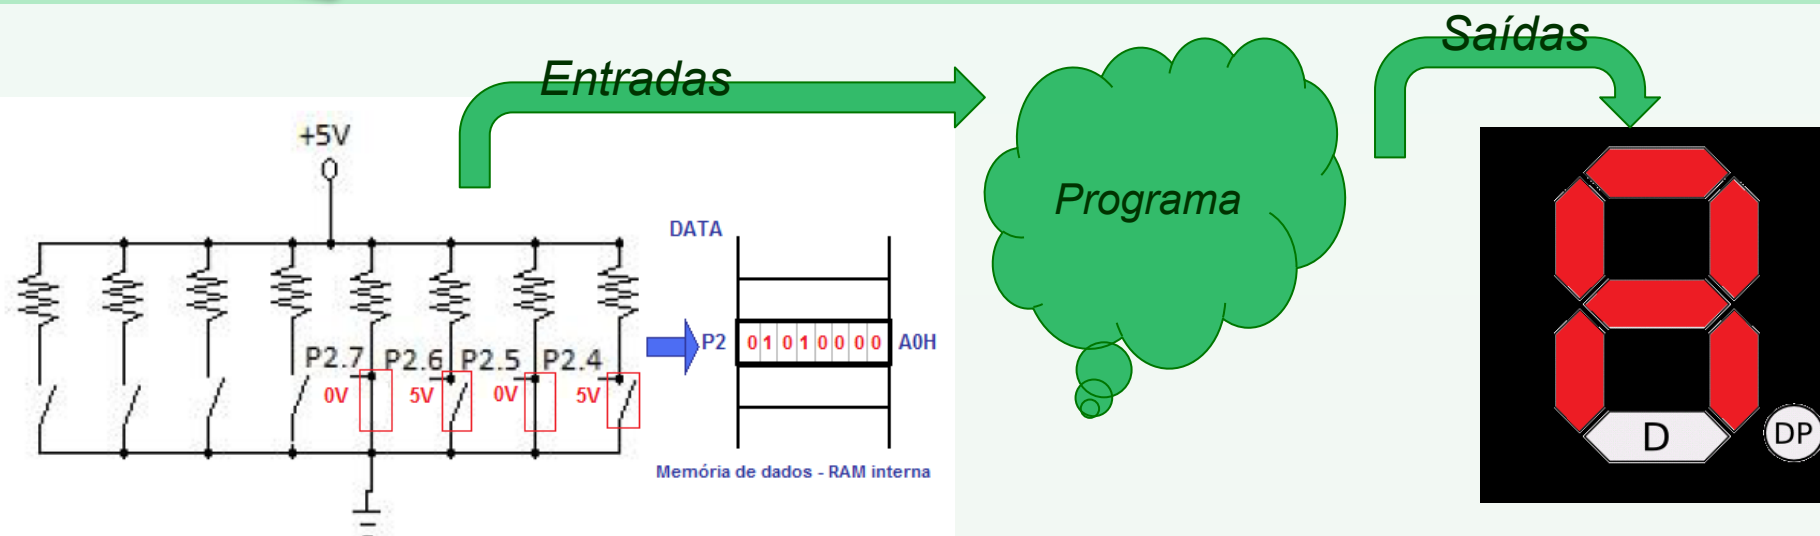 Entradas
Saídas
+5V
Programa
DATA
P2.7 P2.6 P2.5 P2.4
0V 5V 0V 5V
P2 0 1 0 1 0 0 0 0 A0H
Memória de dados - RAM interna
D DP